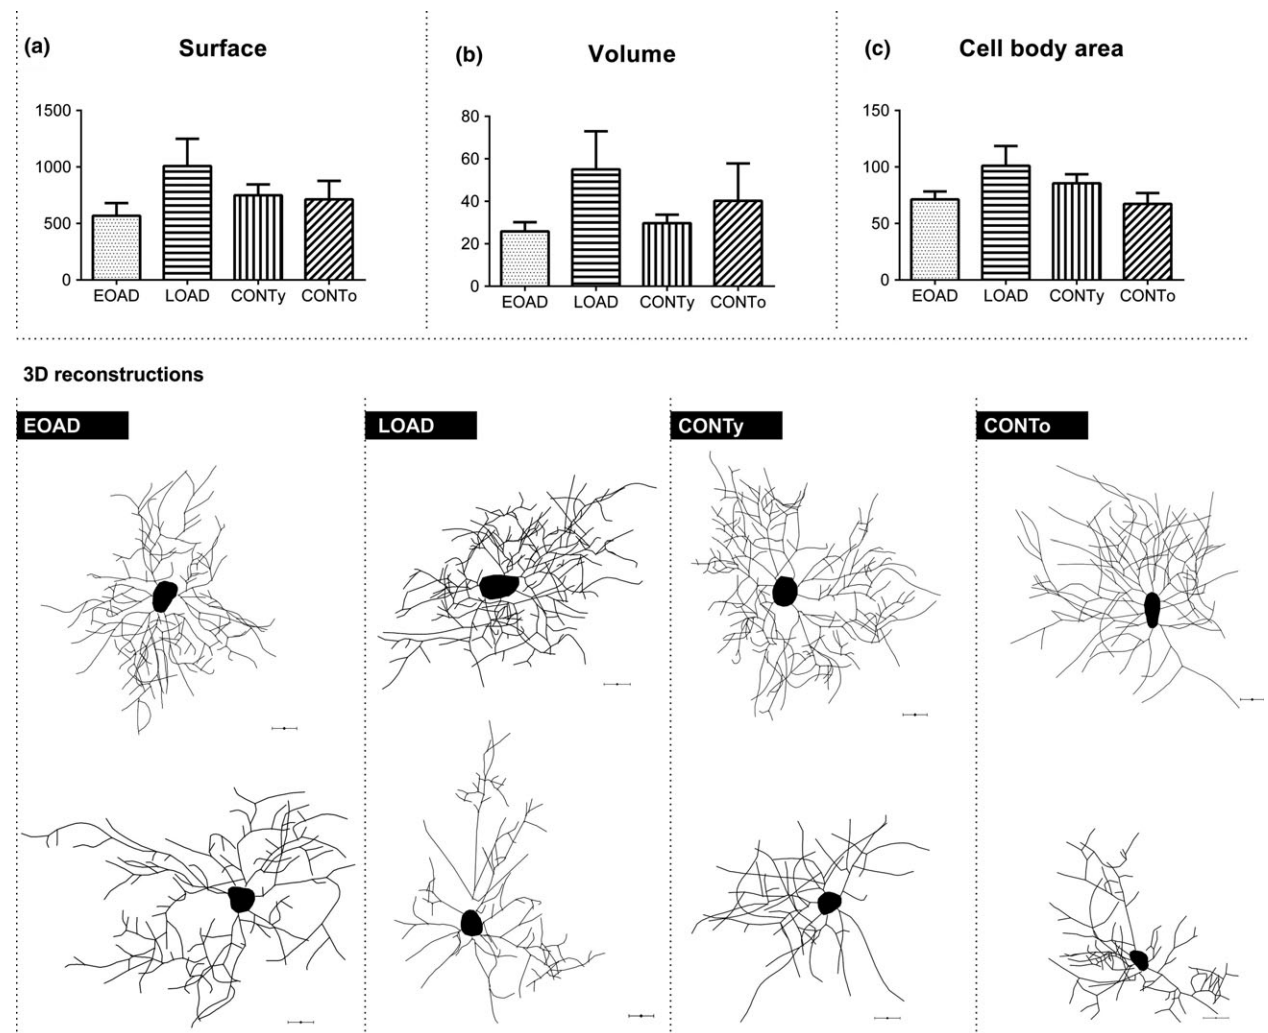 (a) Surface
1500
1000
500
0
EOAD LOAD CONTy CONTo
(b) Volume
80
60
40
20
0
EOAD LOAD CONTy CONTo
(c) Cell body area
150
100
50
0
EOAD LOAD CONTy CONTo
3D reconstructions
EOAD
LOAD
CONTy
CONTo